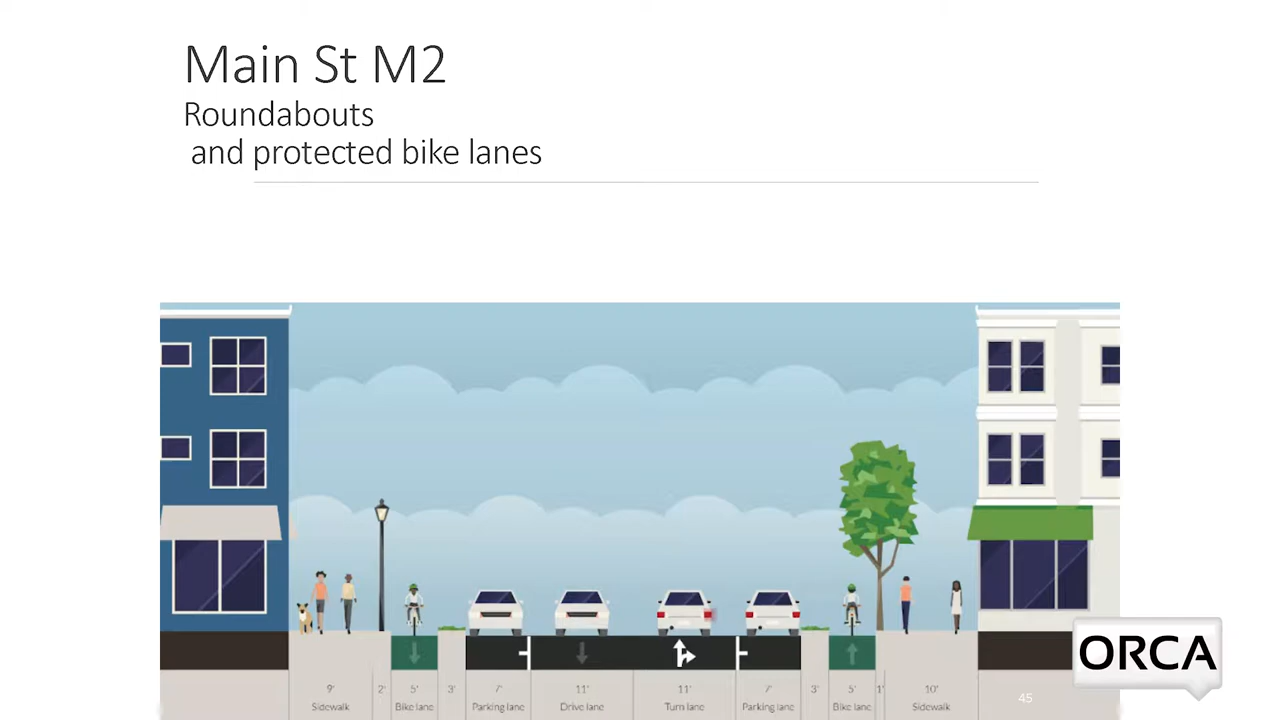 Main St M2
Roundabouts
and protected bike lanes
9' 2' 5' 3' 7' 11' 11' 7' 3' 5' 1' 10'
Sidewalk Bike lane Parking lane Drive lane Turn lane Parking lane Bike lane Sidewalk
45
ORCA